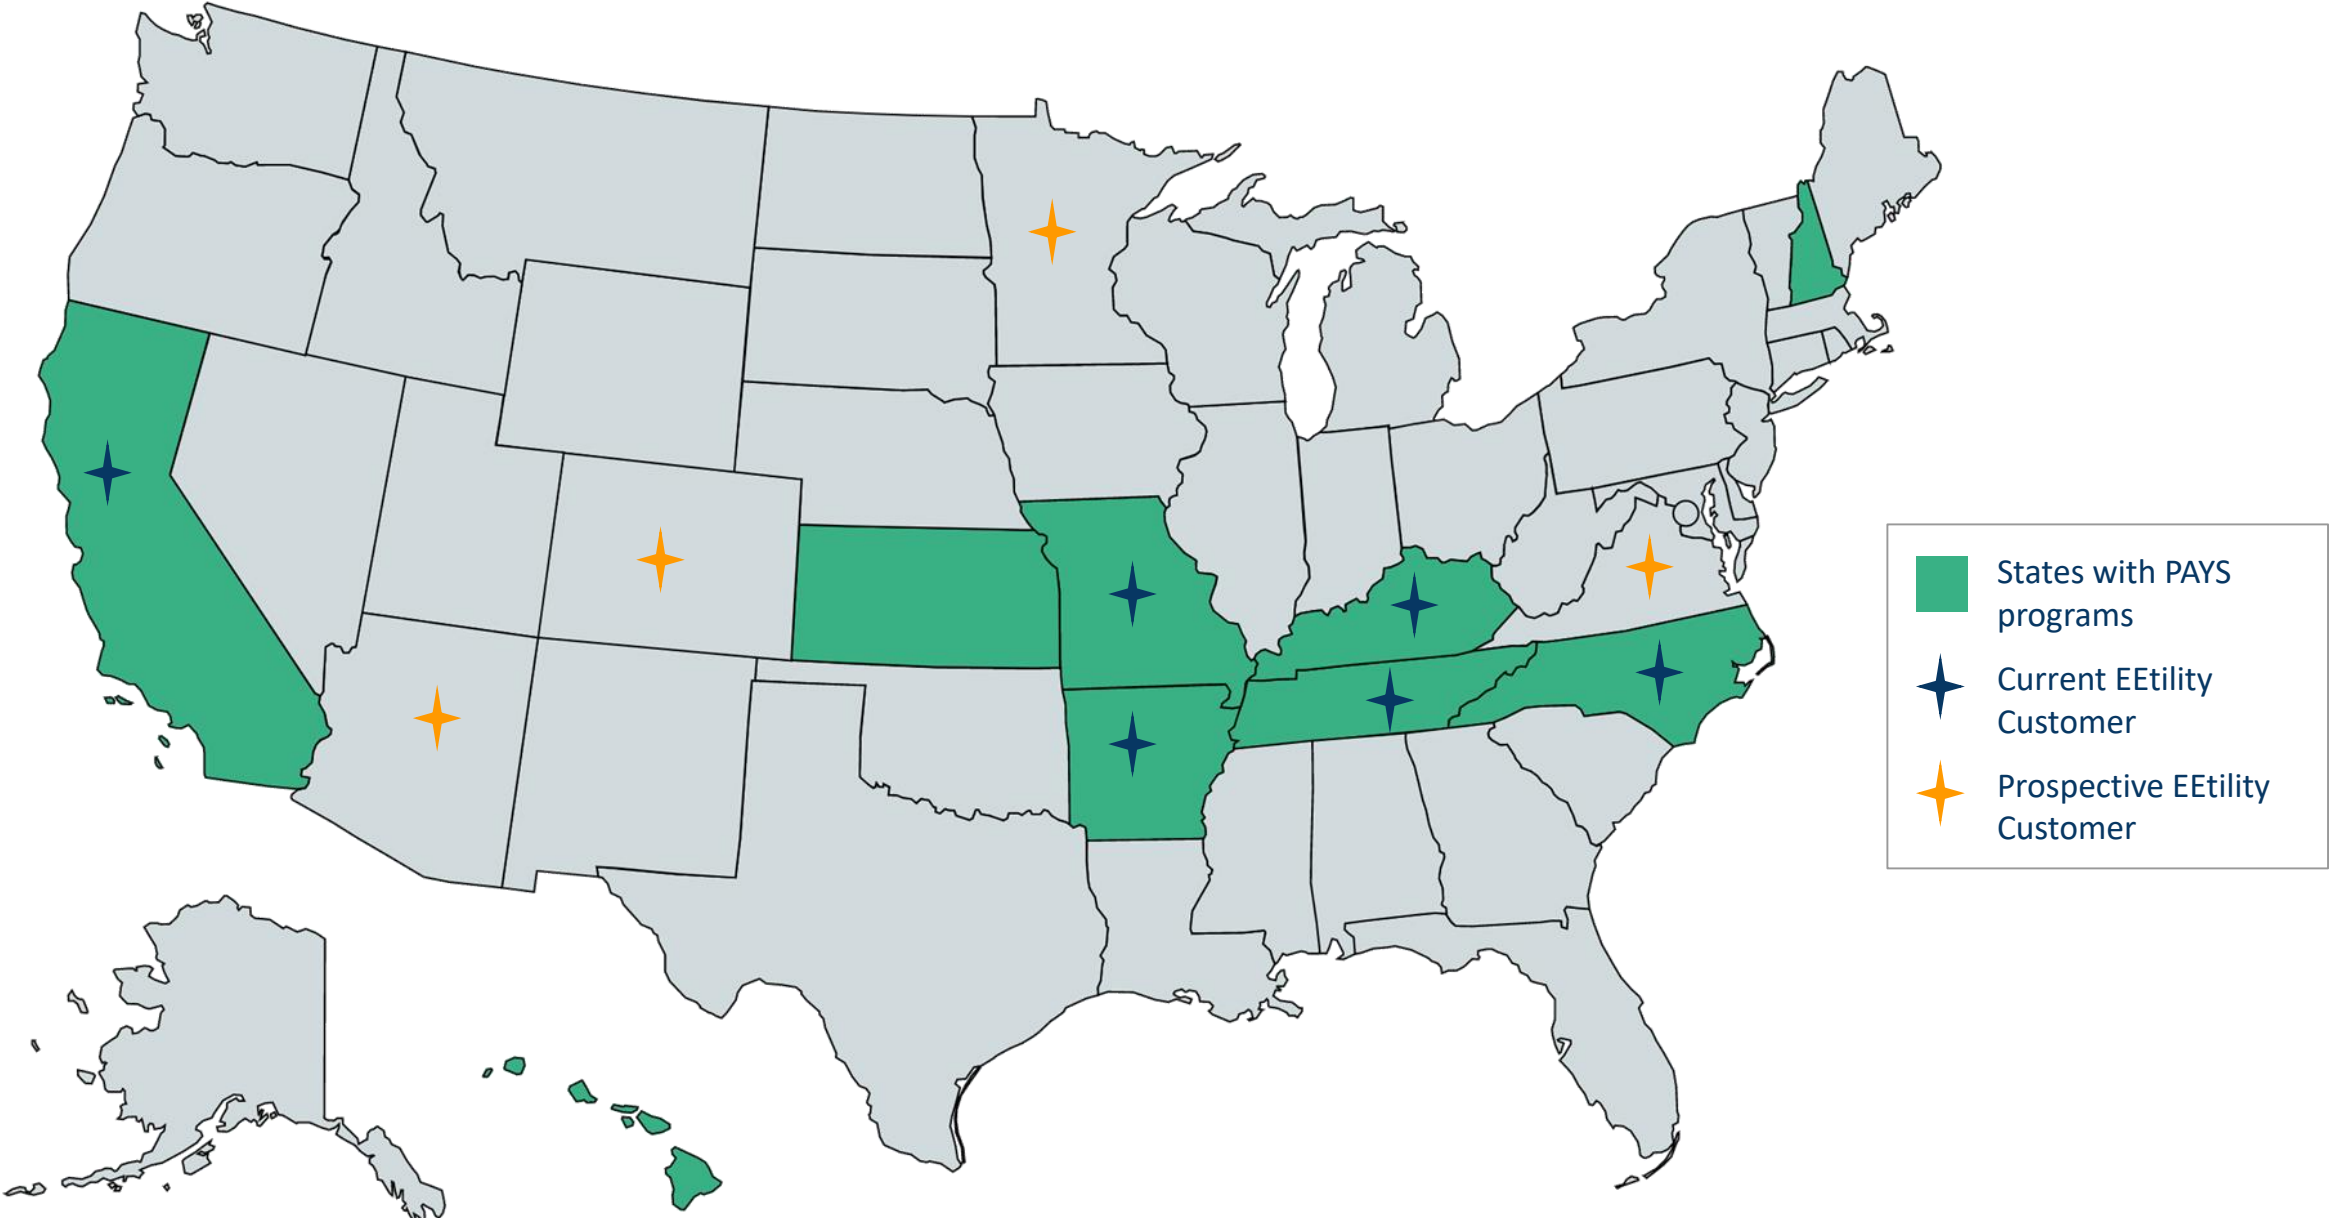 States with PAYS
programs
Current EEtility
Customer
Prospective EEtility
Customer